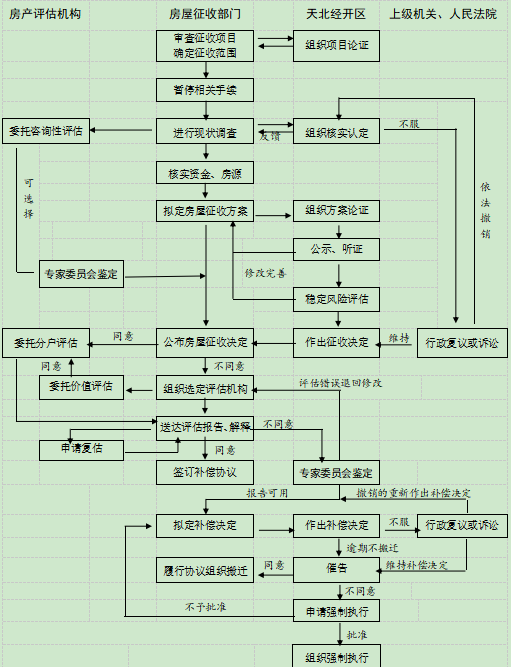 房产评估机构 房屋征收部门 天北经开区 上级机关、人民法院
审查征收项目
确定征收范围
组织项目论证
暂停相关手续
委托咨询性评估 进行现状调查 反馈 组织核实认定 不服
可选择
核实资金、房源
依法撤销
拟定房屋征收方案 组织方案论证
公示、听证
专家委员会鉴定 修改完善
稳定风险评估
委托分户评估 同意 公布房屋征收决定 作出征收决定 维持 行政复议或诉讼
同意 不同意
委托价值评估 组织选定评估机构 评估错误退回修改
送达评估报告、解释 不同意
申请复估 同意
签订补偿协议 专家委员会鉴定
报告可用 撤销的重新作出补偿决定
拟定补偿决定 作出补偿决定 不服 行政复议或诉讼
逾期不搬迁
履行协议组织搬迁 同意 催告 维持补偿决定
不同意
不予批准 申请强制执行
批准
组织强制执行